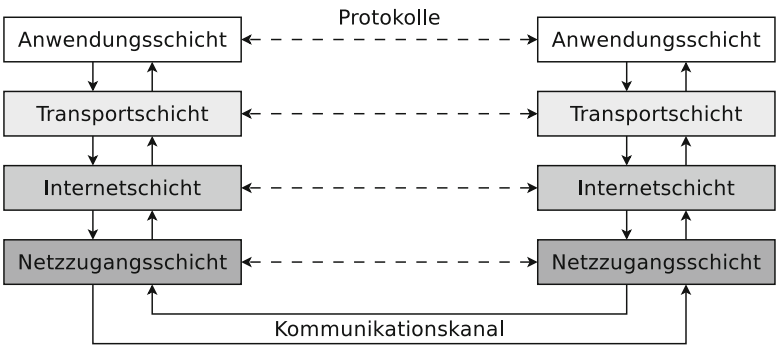 Protokolle
Anwendungsschicht Anwendungsschicht
Transportschicht Transportschicht
Internetschicht Internetschicht
Netzzugangsschicht Netzzugangsschicht
Kommunikationskanal